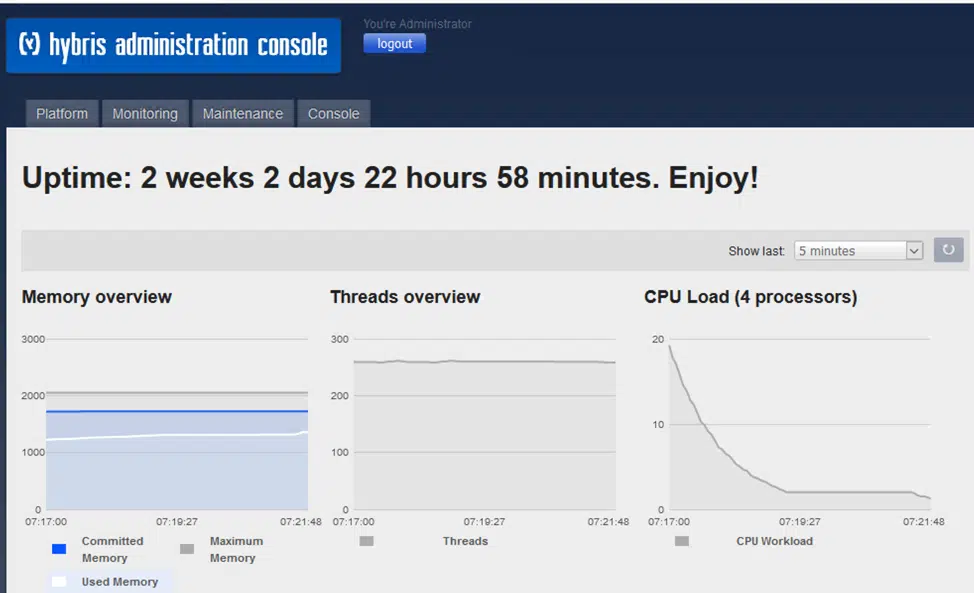 You're Administrator
(y) hybris administration console
logout
Platform Monitoring Maintenance Console
Uptime: 2 weeks 2 days 22 hours 58 minutes. Enjoy!
Show last: 5 minutes
Memory overview Threads overview CPU Load (4 processors)
3000 300 20
2000 200
10
1000 100
0 0 0
07:17:00 07:19:27 07:21:48 07:17:00 07:19:27 07:21:48 07:17:00 07:19:27 07:21:48
Committed Maximum Threads CPU Workload
Memory Memory
Used Memory